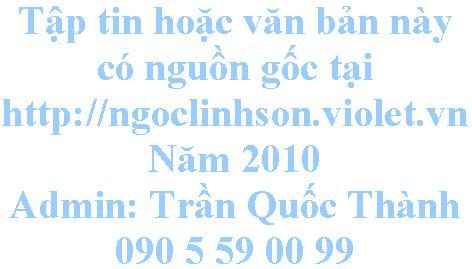 Tập tin hoặc văn bản này
có nguồn gốc tại
http://ngoclinhson.violet.vn
Năm 2010
Admin: Trần Quốc Thành
090 5 59 00 99